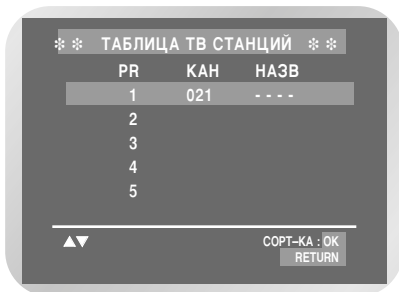 ❇ ❇ ТАБЛИЦА ТВ СТАНЦИЙ ❇ ❇
PR КАН НАЗВ
1 021 - - - -
2
3
4
5
▲▼ СОРТ–КА : OK
RETURN